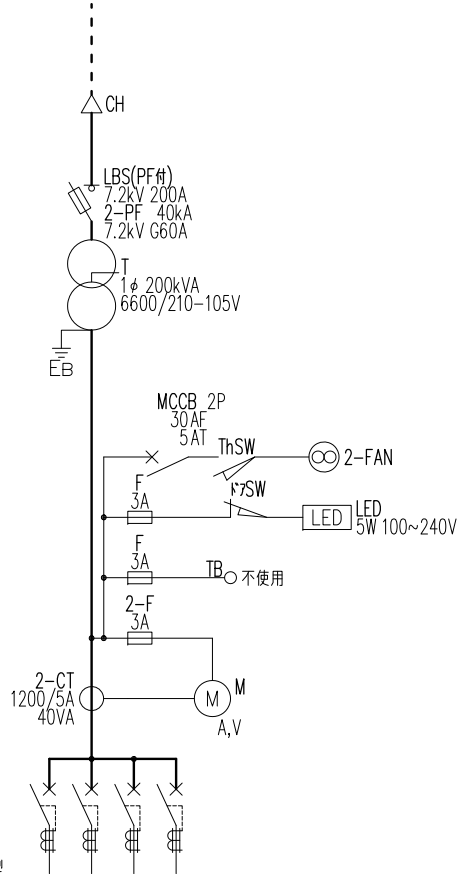 CH
LBS(PF付)
7.2kV 200A
2-PF 40kA
7.2kV G60A
T
1φ 200kVA
6600/210-105V
EB
MCCB 2P
30AF
5AT
ThSW
2-FAN
F
3A
ﾄﾞｱSW
LED
LED
5W 100~240V
F
3A
TB
不使用
2-F
3A
2-CT
1200/5A
40VA
M
M
A,V